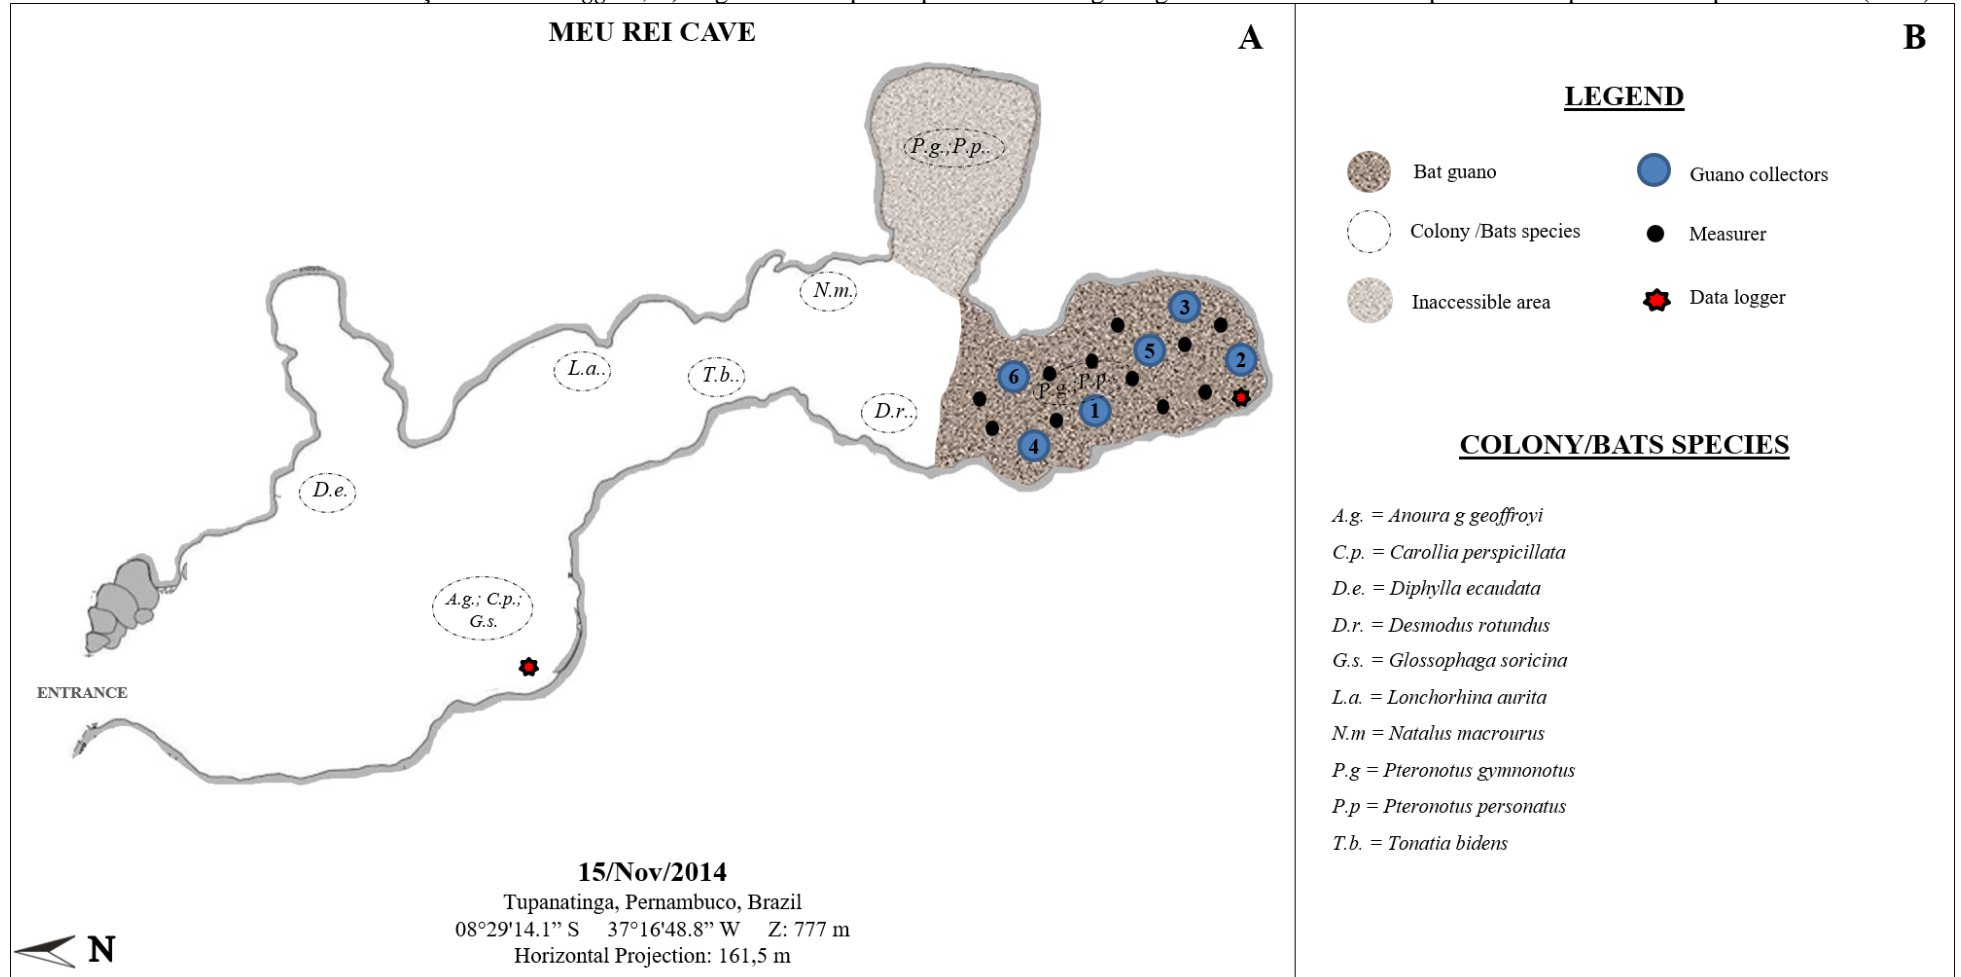 MEU REI CAVE
A
P.g.;P.p..
N.m.
L.a..
T.b..
D.r..
D.e.
A.g.; C.p.;
G.s.
P.g.;P.p.
3
5
2
6
1
4
ENTRANCE
15/Nov/2014
Tupanatinga, Pernambuco, Brazil
08°29'14.1” S 37°16'48.8” W Z: 777 m
Horizontal Projection: 161,5 m
N
B
LEGEND
Bat guano
Guano collectors
Colony /Bats species
Measurer
Inaccessible area
Data logger
COLONY/BATS SPECIES
A.g. = Anoura g geoffroyi
C.p. = Carollia perspicillata
D.e. = Diphylla ecaudata
D.r. = Desmodus rotundus
G.s. = Glossophaga soricina
L.a. = Lonchorhina aurita
N.m = Natalus macrourus
P.g = Pteronotus gymnonotus
P.p = Pteronotus personatus
T.b. = Tonatia bidens